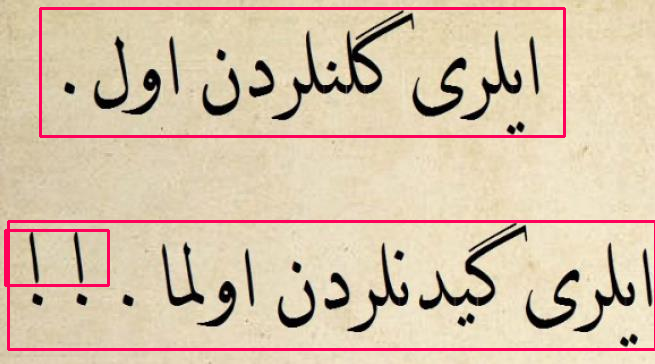 ایلری گلنلردن اول .
ایلری گیدنلردن اولما . ! !